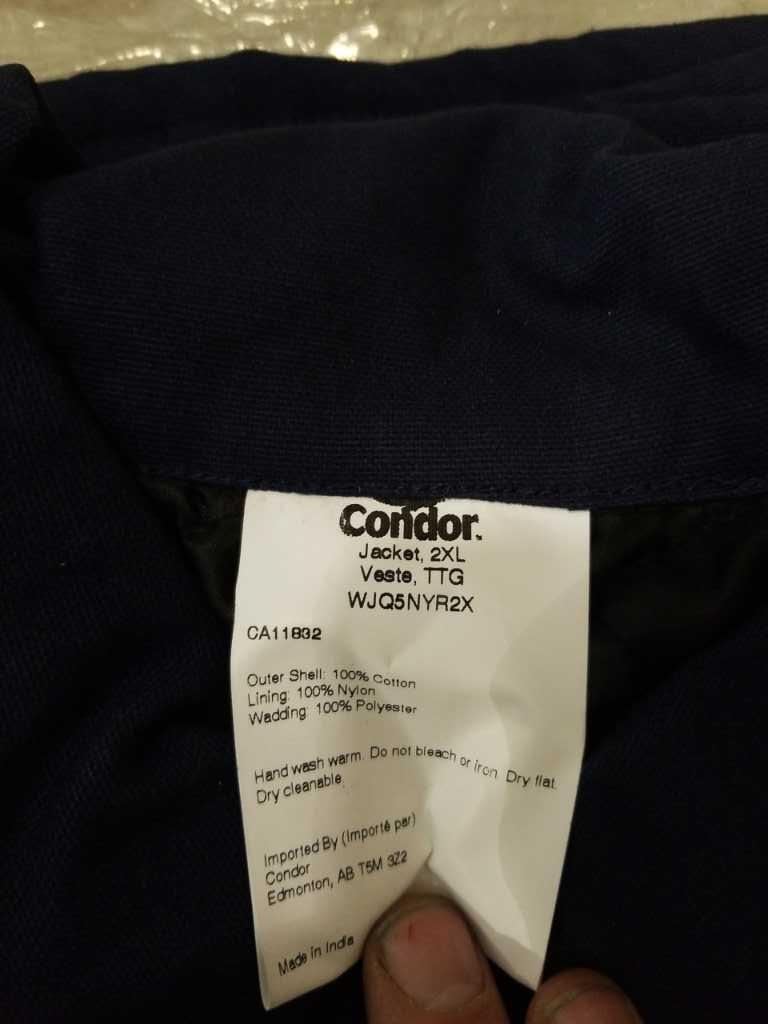 Condor.
Jacket, 2XL
Veste, TTG
WJQ5NYR2X
CA11832
Outer Shell: 100% Cotton
Lining: 100% Nylon
Wadding: 100% Polyester
Hand wash warm. Do not bleach or iron. Dry flat.
Dry cleanable.
Imported By (Importé par)
Condor
Edmonton, AB T5M 3Z2
Made in India